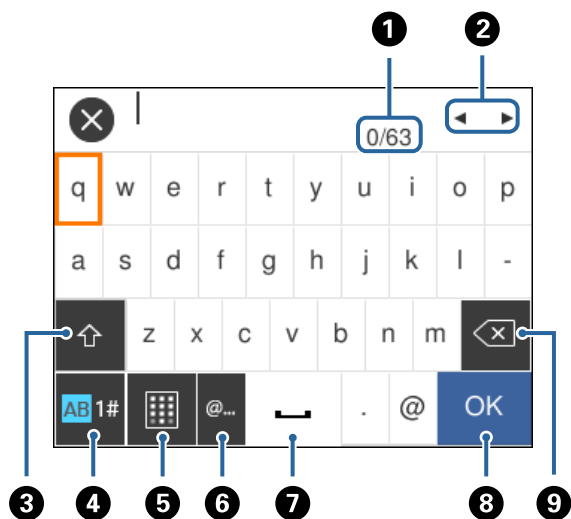 1 2
0/63
q w e r t y u i o p
a s d f g h j k l -
z x c v b n m
AB 1# @... . @ OK
3 4 5 6 7 8 9